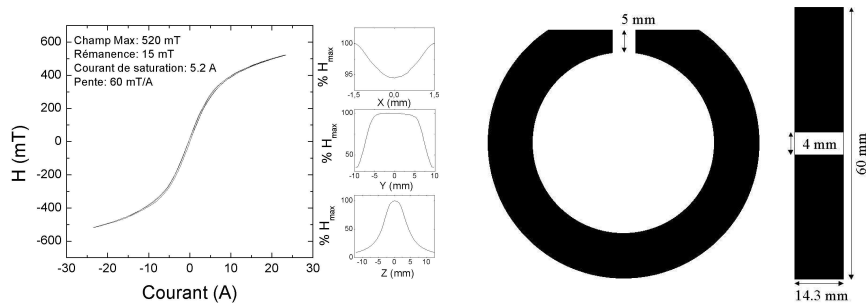 Champ Max: 520 mT
Rémanence: 15 mT
Courant de saturation: 5.2 A
Pente: 60 mT/A
H (mT)
600
400
200
0
-200
-400
-600
-30 -20 -10 0 10 20 30
Courant (A)
% Hmax
100
95
-1,5 0,0 1,5
X (mm)
% Hmax
100
50
-10 -5 0 5 10
Y (mm)
% Hmax
100
50
0
-10 -5 0 5 10
Z (mm)
5 mm
4 mm
60 mm
14.3 mm